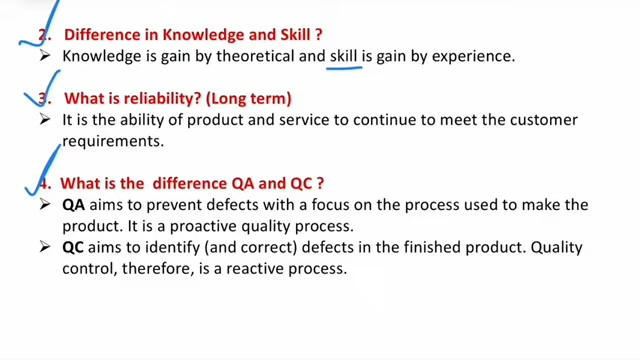 2. Difference in Knowledge and Skill ?
➢ Knowledge is gain by theoretical and skill is gain by experience.
3. What is reliability? (Long term)
➢ It is the ability of product and service to continue to meet the customer
requirements.
4. What is the difference QA and QC ?
➢ QA aims to prevent defects with a focus on the process used to make the
product. It is a proactive quality process.
➢ QC aims to identify (and correct) defects in the finished product. Quality
control, therefore, is a reactive process.